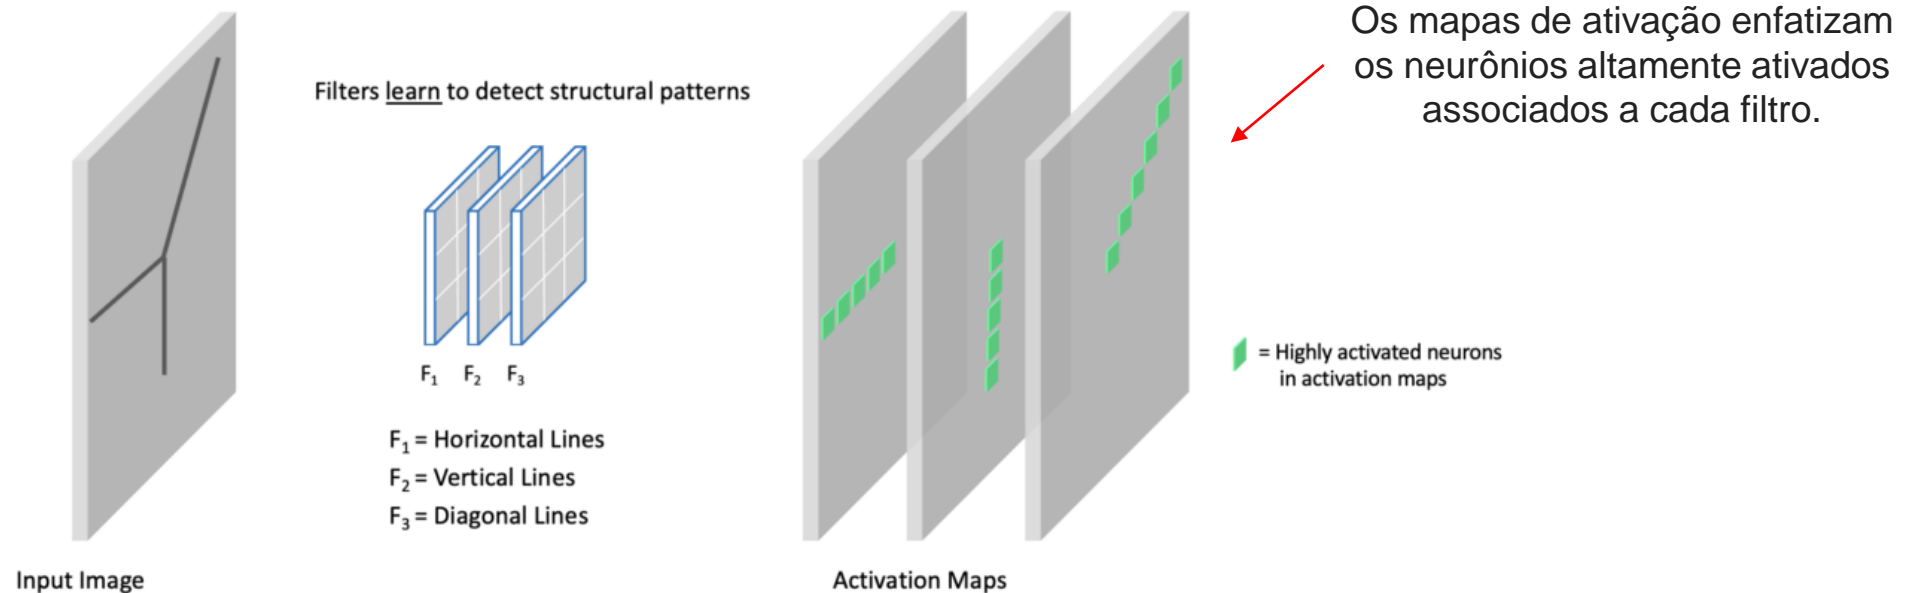 Filters learn to detect structural patterns
F₁ F₂ F₃
F₁ = Horizontal Lines
F₂ = Vertical Lines
F₃ = Diagonal Lines
Input Image
Os mapas de ativação enfatizam
os neurônios altamente ativados
associados a cada filtro.
= Highly activated neurons
in activation maps
Activation Maps